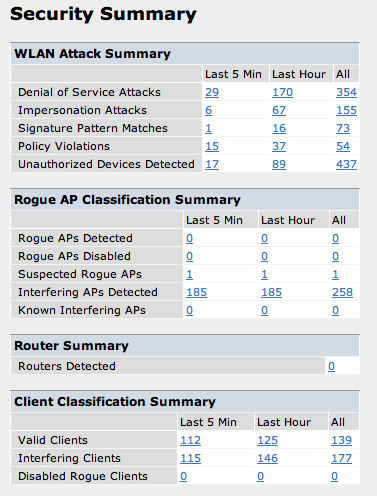 Security Summary
WLAN Attack Summary
Last 5 Min Last Hour All
Denial of Service Attacks 29 170 354
Impersonation Attacks 6 67 155
Signature Pattern Matches 1 16 73
Policy Violations 15 37 54
Unauthorized Devices Detected 17 89 437
Rogue AP Classification Summary
Last 5 Min Last Hour All
Rogue APs Detected 0 0 0
Rogue APs Disabled 0 0 0
Suspected Rogue APs 1 1 1
Interfering APs Detected 185 185 258
Known Interfering APs 0 0 0
Router Summary
Routers Detected 0
Client Classification Summary
Last 5 Min Last Hour All
Valid Clients 112 125 139
Interfering Clients 115 146 177
Disabled Rogue Clients 0 0 0